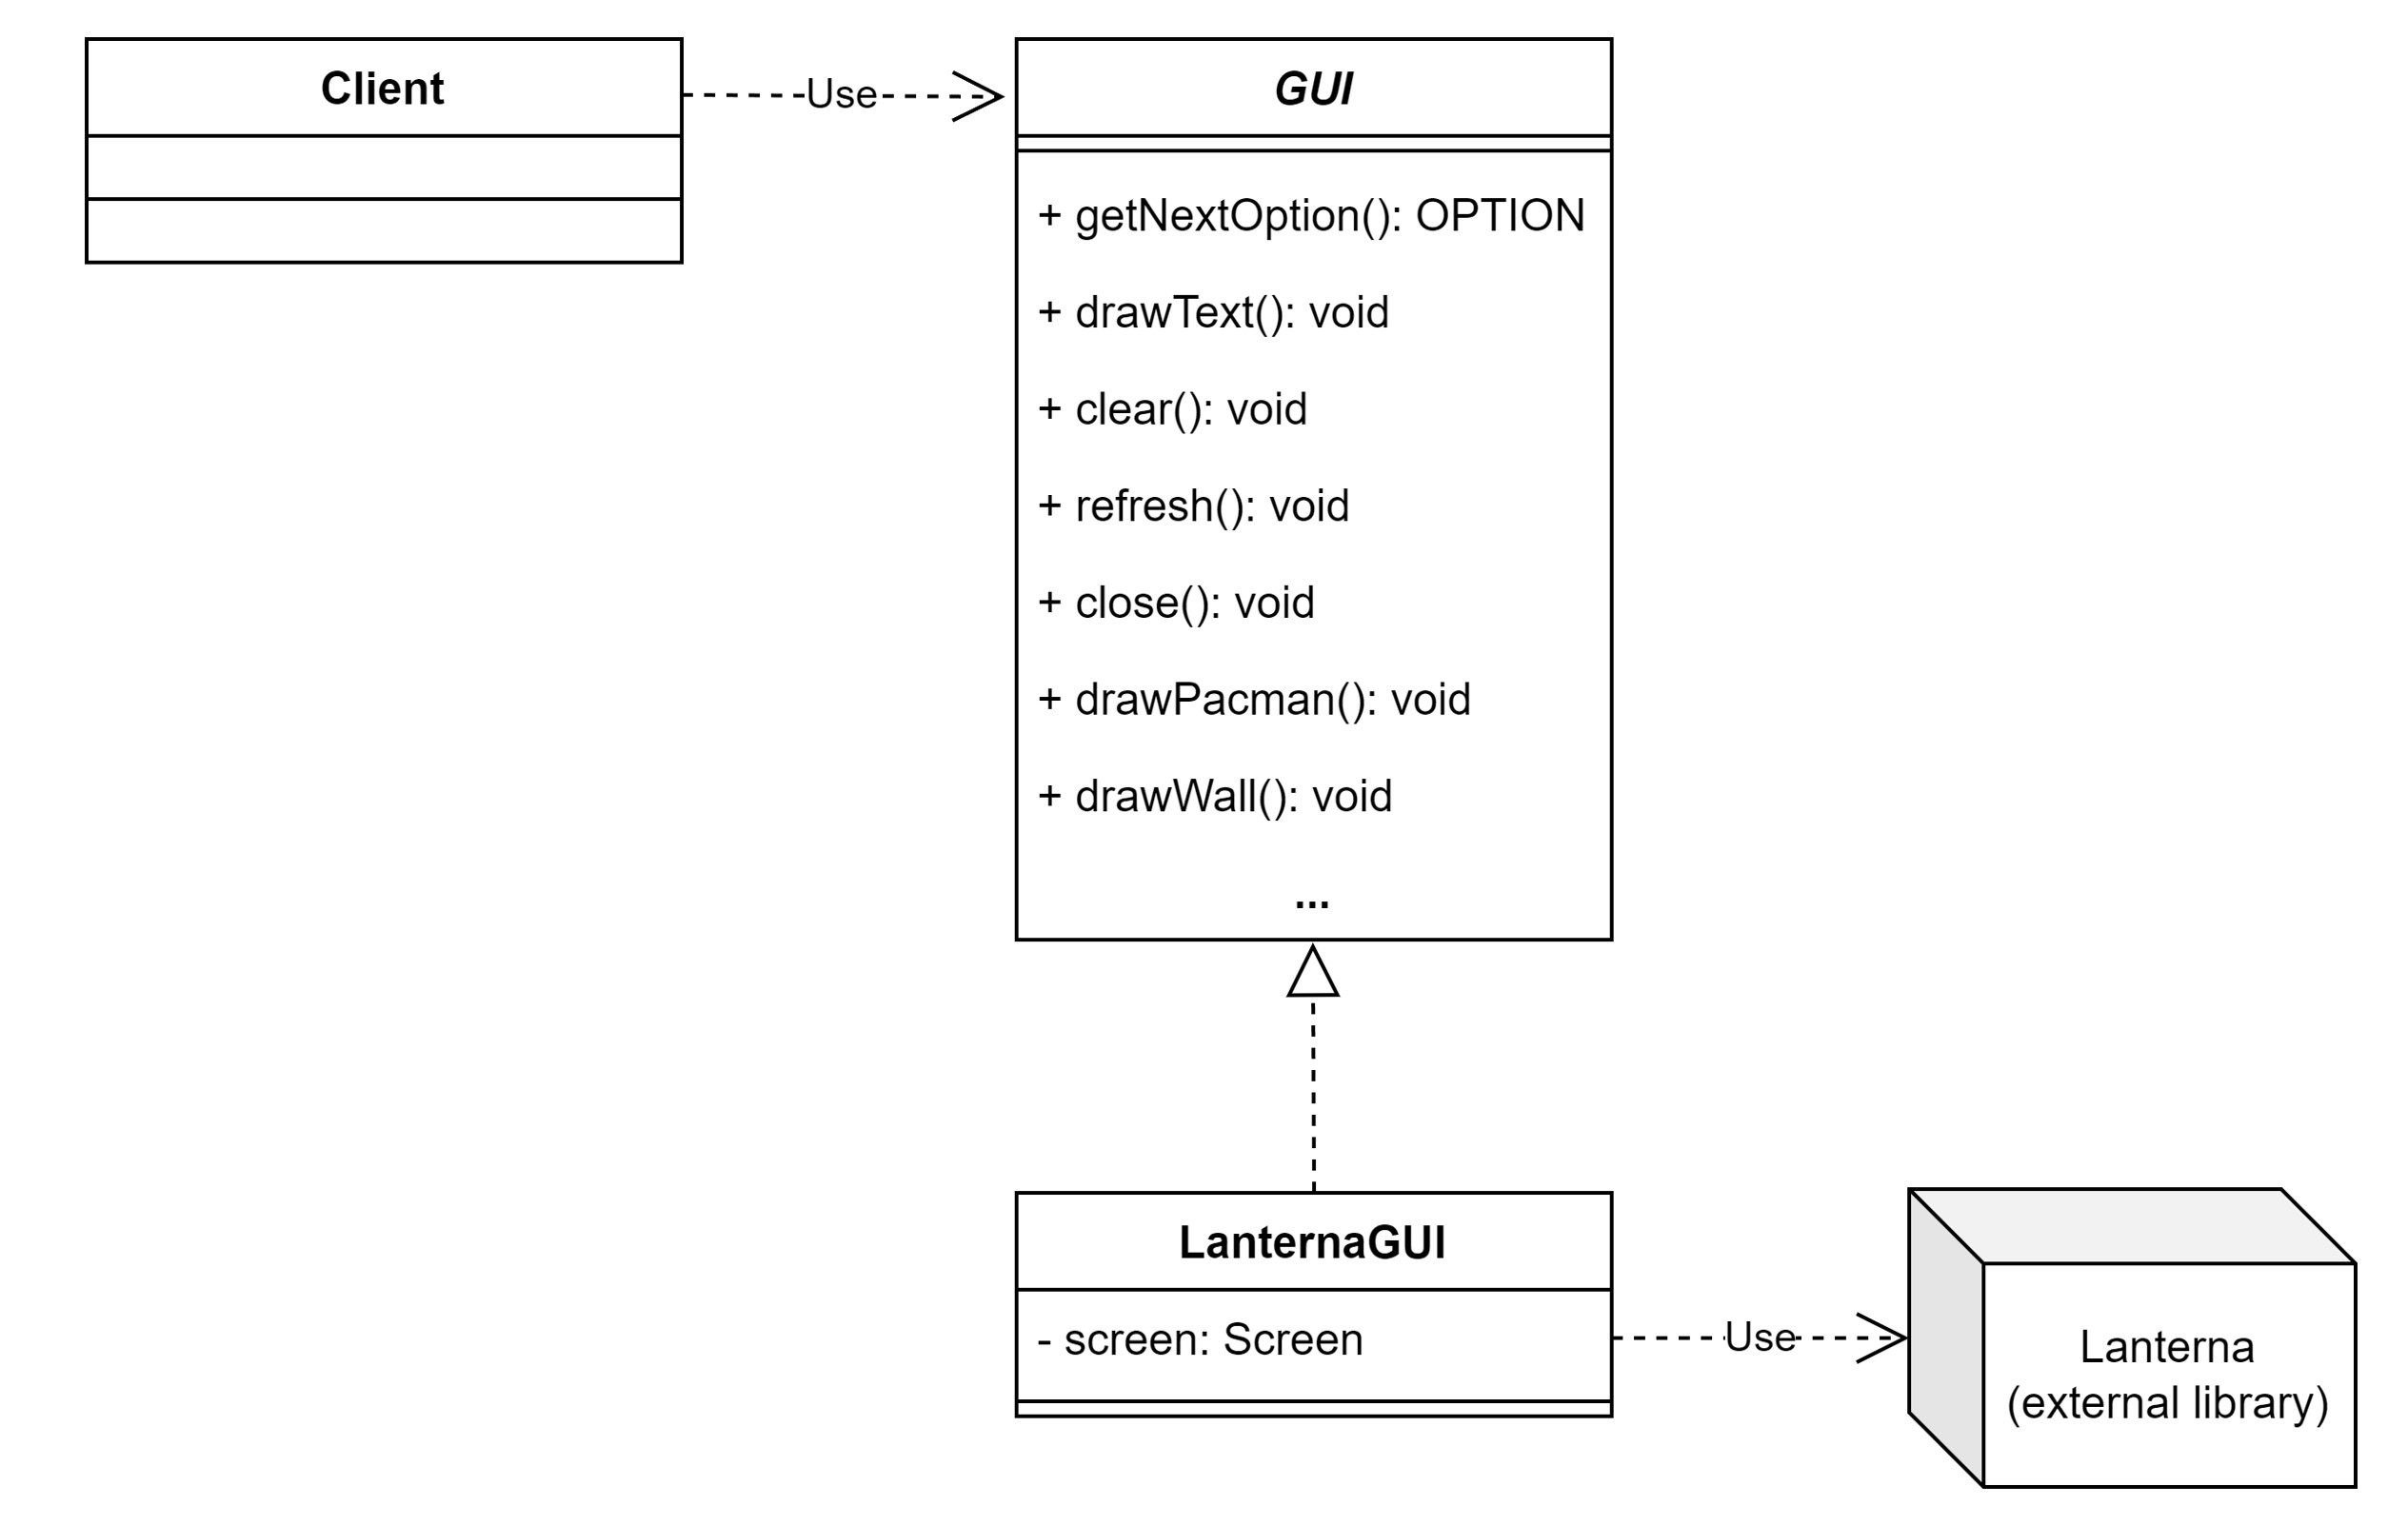 Client
Use
GUI
+ getNextOption(): OPTION
+ drawText(): void
+ clear(): void
+ refresh(): void
+ close(): void
+ drawPacman(): void
+ drawWall(): void
...
LanternaGUI
- screen: Screen
Use
Lanterna
(external library)